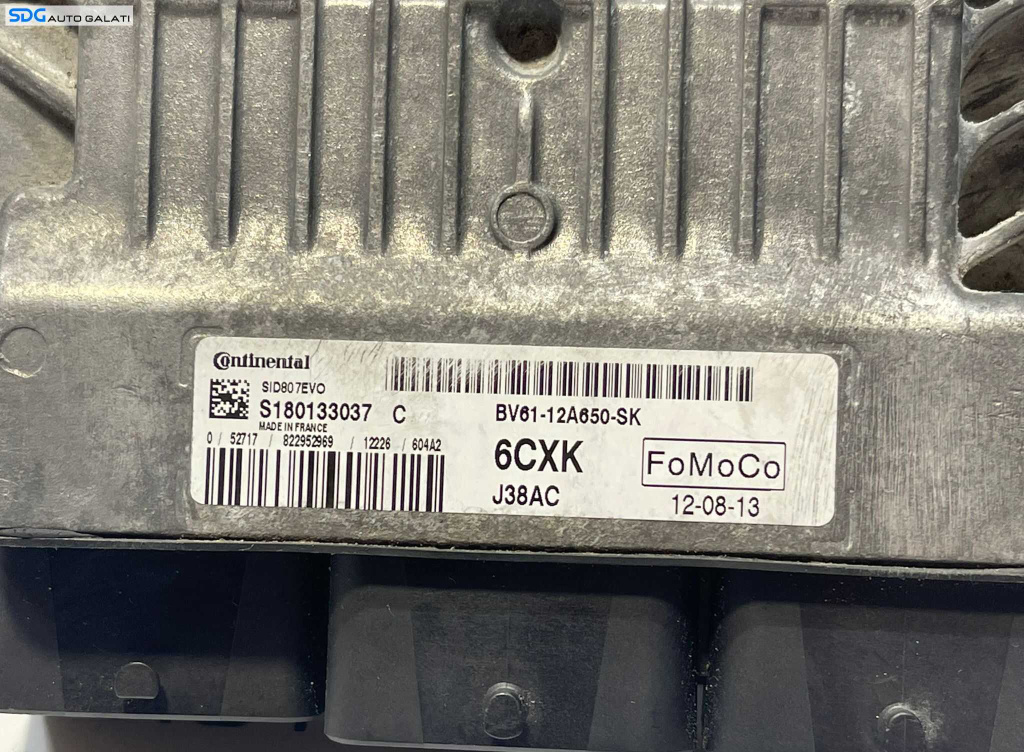 SDG AUTO GALATI
Continental
SID807EVO
S180133037 C
MADE IN FRANCE
0 / 52717 / 822952969 / 12226 / 604A2
BV61-12A650-SK
6CXK
FoMoCo
J38AC
12-08-13